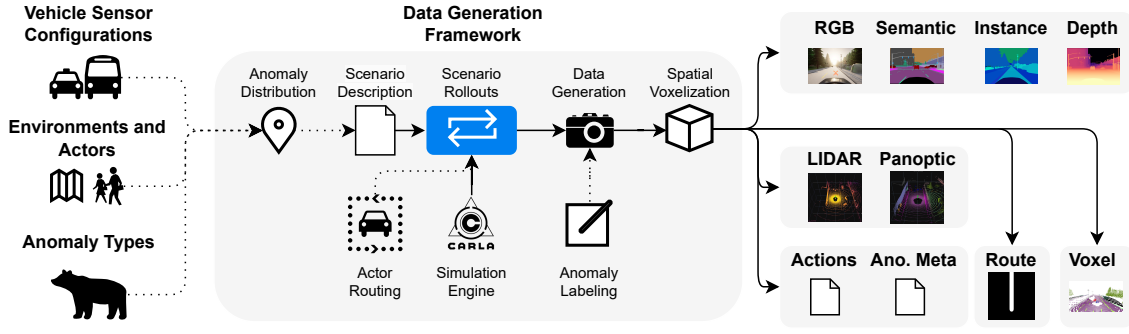 Vehicle Sensor
Configurations
Environments and
Actors
Anomaly Types
Data Generation
Framework
Anomaly
Distribution
Scenario
Description
Scenario
Rollouts
Data
Generation
Spatial
Voxelization
Actor
Routing
CARLA
Simulation
Engine
Anomaly
Labeling
RGB
Semantic
Instance
Depth
LIDAR
Panoptic
Actions
Ano. Meta
Route
Voxel